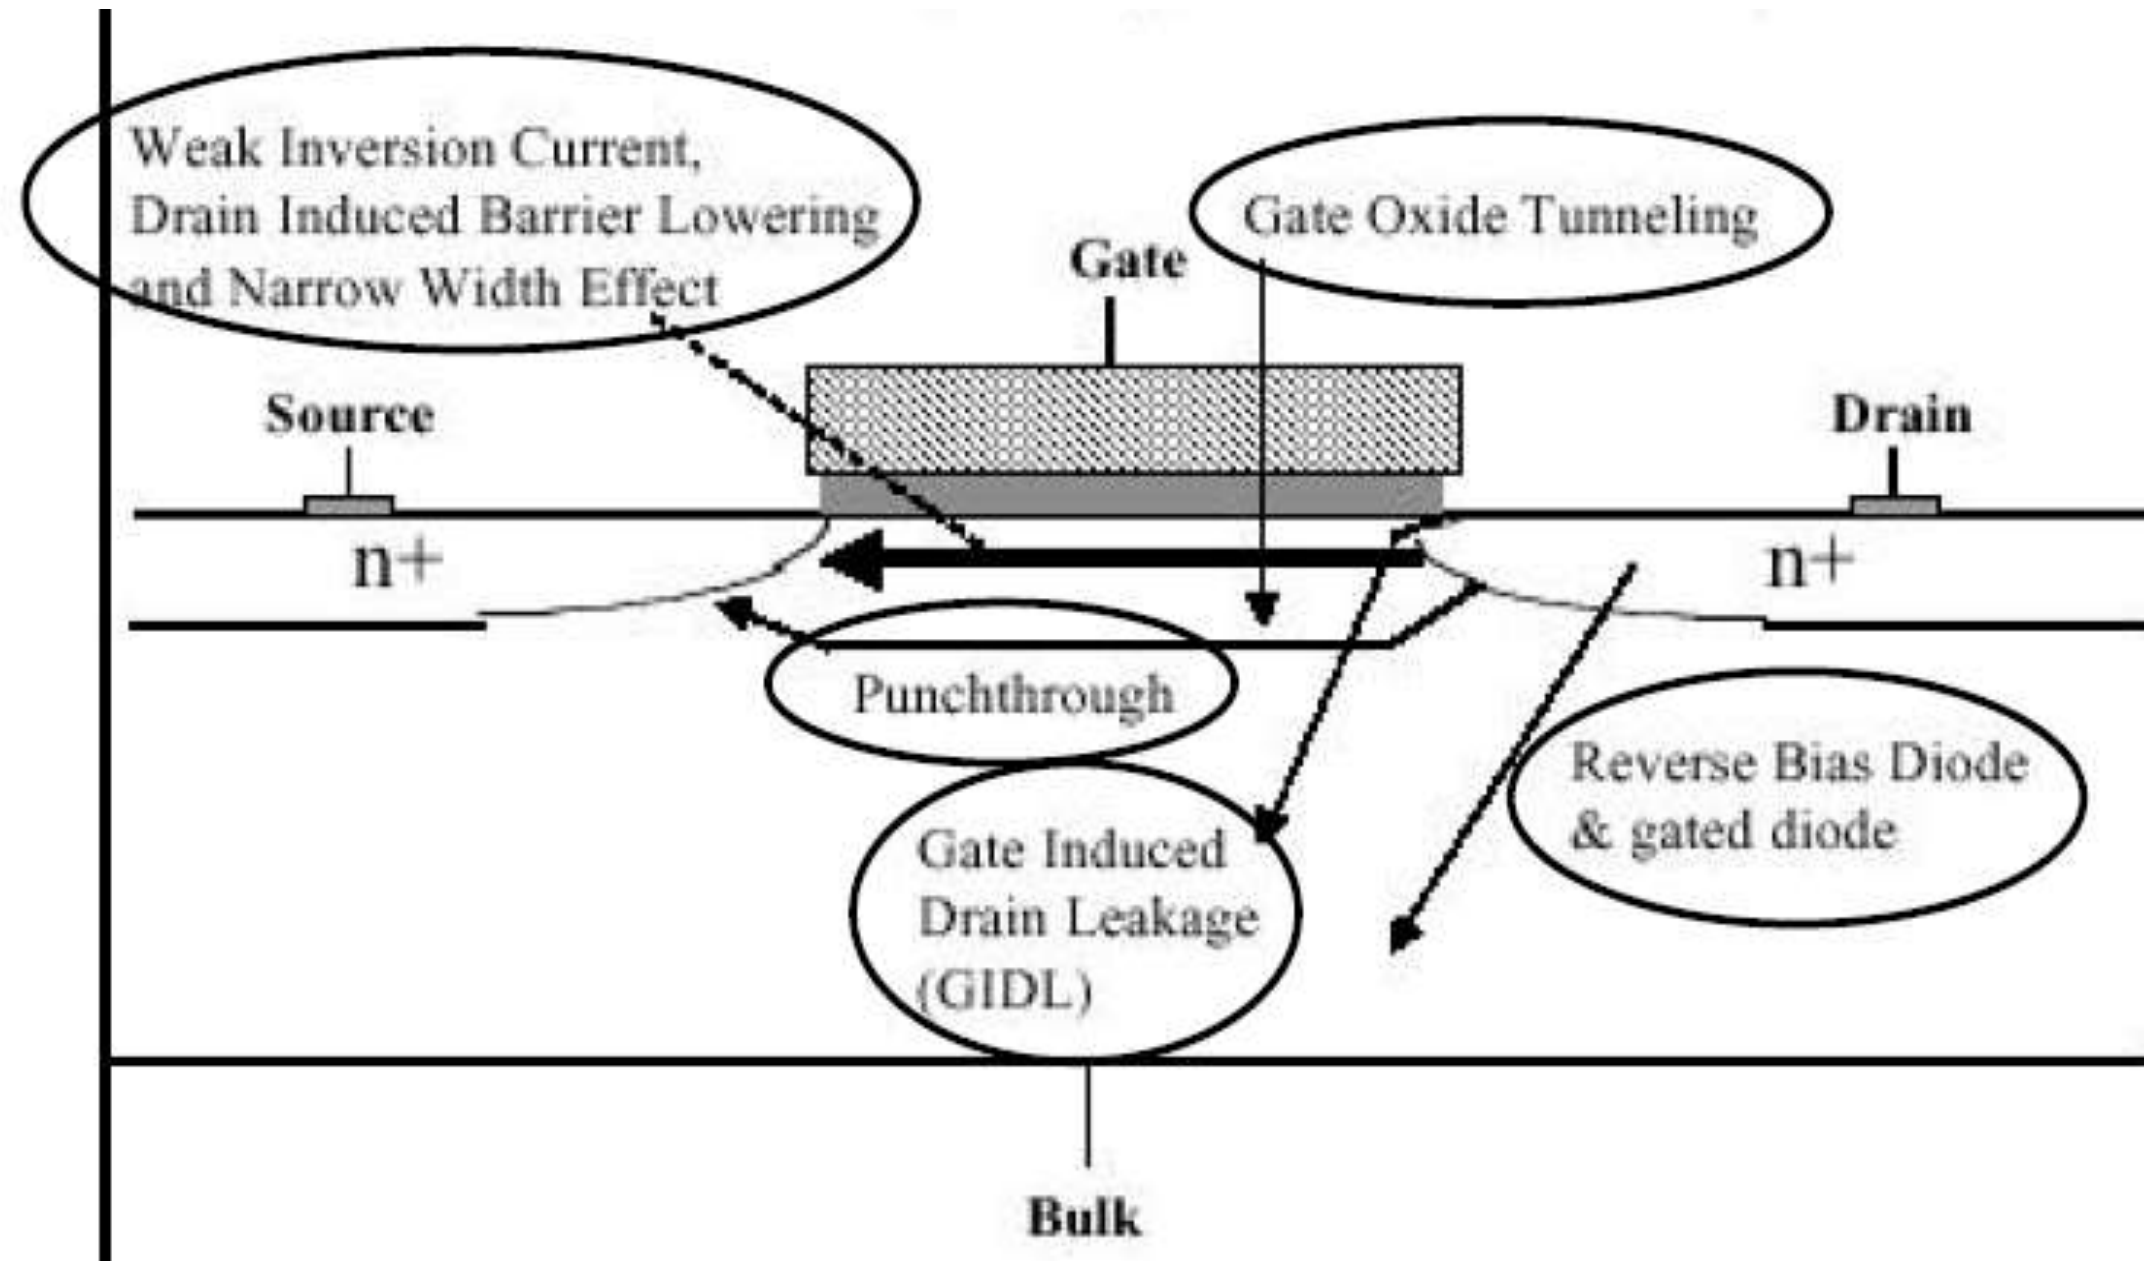 Weak Inversion Current,
Drain Induced Barrier Lowering
and Narrow Width Effect
Gate Oxide Tunneling
Gate
Source
Drain
n+
n+
Punchthrough
Reverse Bias Diode
& gated diode
Gate Induced
Drain Leakage
(GIDL)
Bulk